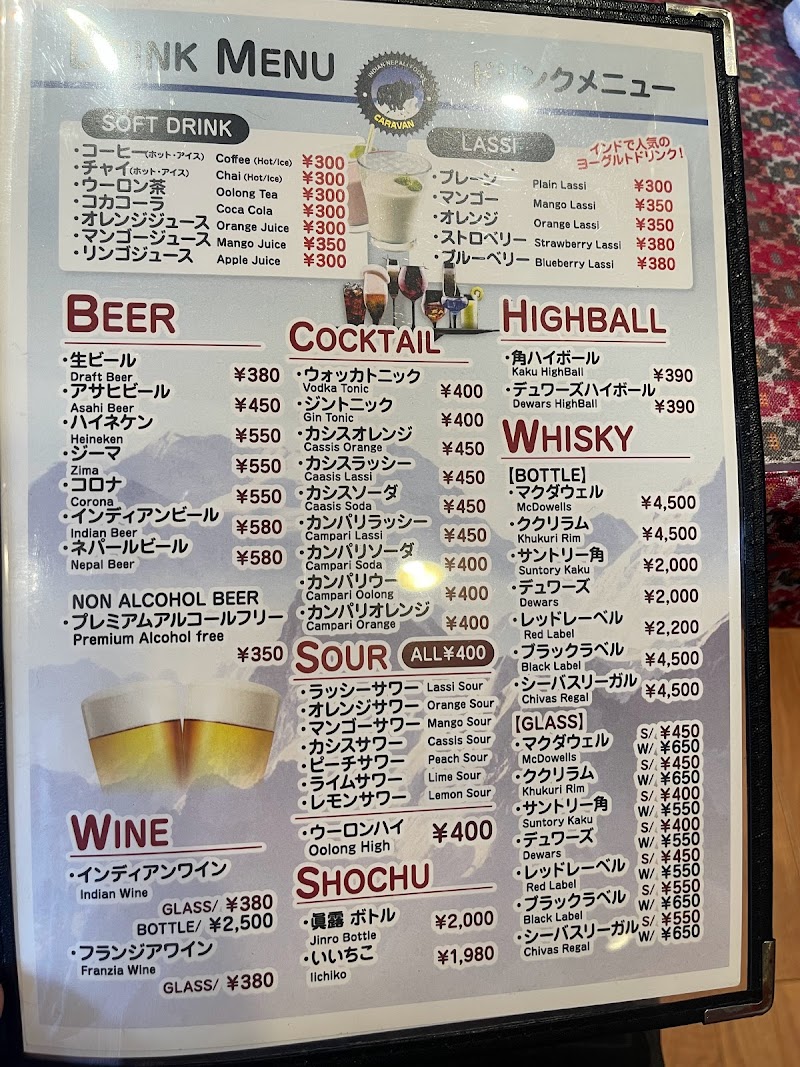 DRINK MENU
ドリンクメニュー
INDIAN NEPALI FOOD
CARAVAN
SOFT DRINK
・コーヒー(ホット・アイス) Coffee (Hot/Ice) ¥300
・チャイ(ホット・アイス) Chai (Hot/Ice) ¥300
・ウーロン茶 Oolong Tea ¥300
・コカコーラ Coca Cola ¥300
・オレンジジュース Orange Juice ¥300
・マンゴージュース Mango Juice ¥350
・リンゴジュース Apple Juice ¥300
LASSI
インドで人気の
ヨーグルトドリンク!
・プレーン Plain Lassi ¥300
・マンゴー Mango Lassi ¥350
・オレンジ Orange Lassi ¥350
・ストロベリー Strawberry Lassi ¥380
・ブルーベリー Blueberry Lassi ¥380
BEER
・生ビール
Draft Beer ¥380
・アサヒビール
Asahi Beer ¥450
・ハイネケン
Heineken ¥550
・ジーマ
Zima ¥550
・コロナ
Corona ¥550
・インディアンビール
Indian Beer ¥580
・ネパールビール
Nepal Beer ¥580
NON ALCOHOL BEER
・プレミアムアルコールフリー
Premium Alcohol free
¥350
WINE
・インディアンワイン
Indian Wine
GLASS/ ¥380
BOTTLE/ ¥2,500
・フランジアワイン
Franzia Wine
GLASS/ ¥380
COCKTAIL
・ウォッカトニック
Vodka Tonic ¥400
・ジントニック
Gin Tonic ¥400
・カシスオレンジ
Cassis Orange ¥450
・カシスラッシー
Caasis Lassi ¥450
・カシスソーダ
Caasis Soda ¥450
・カンパリラッシー
Campari Lassi ¥450
・カンパリソーダ
Campari Soda ¥400
・カンパリウー
Campari Oolong ¥400
・カンパリオレンジ
Campari Orange ¥400
SOUR ALL¥400
・ラッシーサワー Lassi Sour
・オレンジサワー Orange Sour
・マンゴーサワー Mango Sour
・カシスサワー Cassis Sour
・ピーチサワー Peach Sour
・ライムサワー Lime Sour
・レモンサワー Lemon Sour
・ウーロンハイ ¥400
Oolong High
SHOCHU
・眞露 ボトル ¥2,000
Jinro Bottle
・いいちこ ¥1,980
Iichiko
HIGHBALL
・角ハイボール
Kaku HighBall ¥390
・デュワーズハイボール
Dewars HighBall ¥390
WHISKY
【BOTTLE】
・マクダウェル
McDowells ¥4,500
・ククリラム
Khukuri Rim ¥4,500
・サントリー角
Suntory Kaku ¥2,000
・デュワーズ
Dewars ¥2,000
・レッドレーベル
Red Label ¥2,200
・ブラックラベル
Black Label ¥4,500
・シーバスリーガル
Chivas Regal ¥4,500
【GLASS】
・マクダウェル S/. ¥450
McDowells W/. ¥650
・ククリラム S/. ¥450
Khukuri Rim W/. ¥650
・サントリー角 S/. ¥400
Suntory Kaku W/. ¥550
・デュワーズ S/. ¥400
Dewars W/. ¥550
・レッドレーベル S/. ¥450
Red Label W/. ¥550
・ブラックラベル S/. ¥550
Black Label W/. ¥650
・シーバスリーガル S/. ¥550
Chivas Regal W/ ¥650